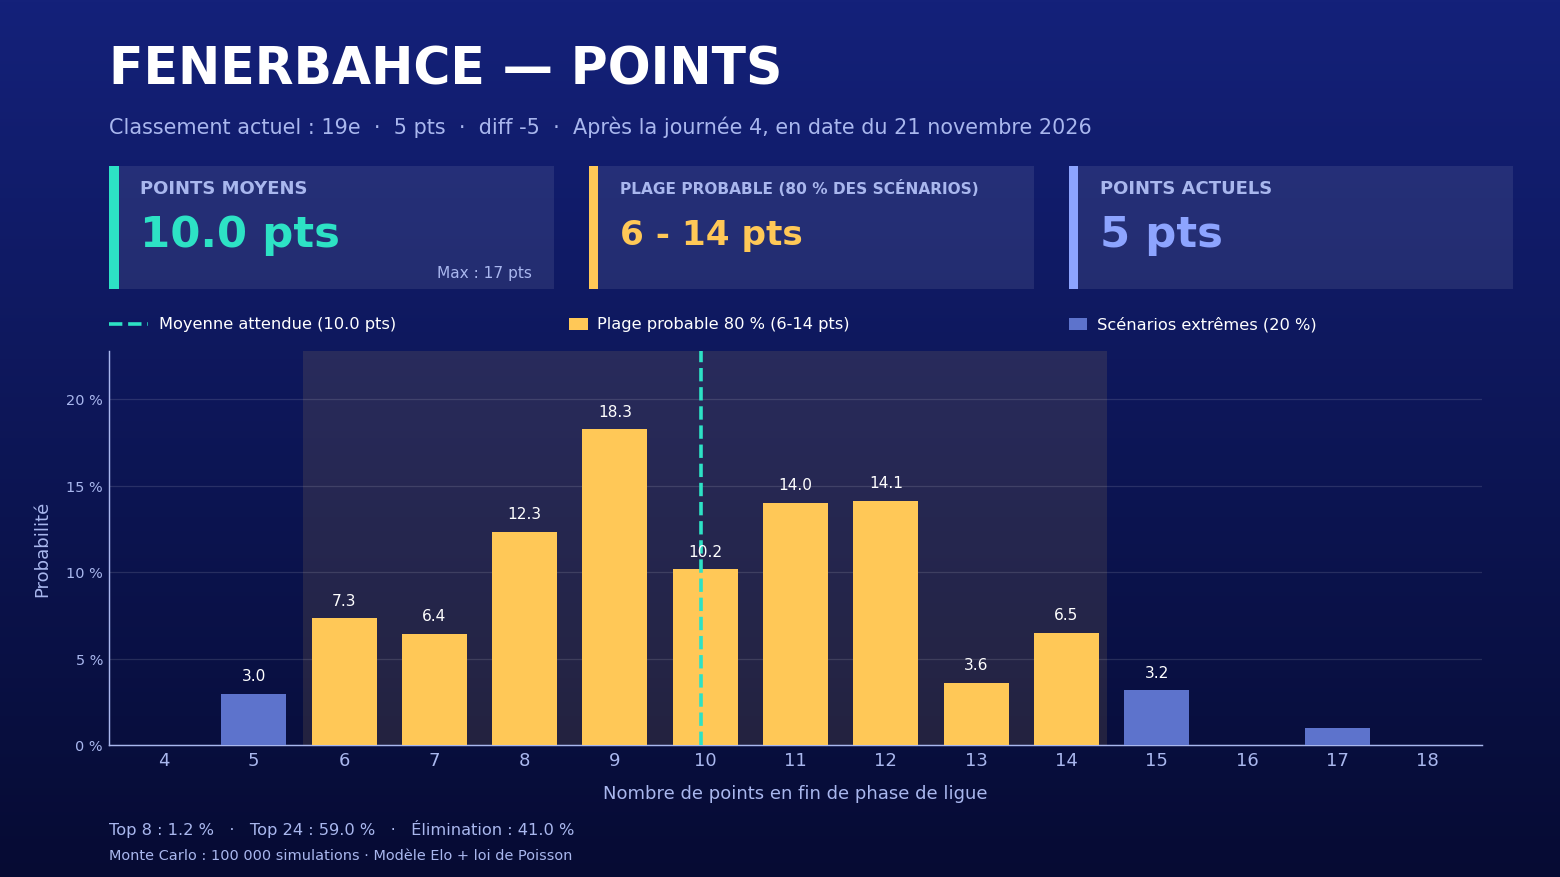 FENERBAHCE — POINTS
Classement actuel : 19e · 5 pts · diff -5 · Après la journée 4, en date du 21 novembre 2026
POINTS MOYENS
10.0 pts
Max : 17 pts
PLAGE PROBABLE (80 % DES SCÉNARIOS)
6 - 14 pts
POINTS ACTUELS
5 pts
Moyenne attendue (10.0 pts)
Plage probable 80 % (6-14 pts)
Scénarios extrêmes (20 %)
Probabilité
20 %
15 %
10 %
5 %
0 %
3.0
7.3
6.4
12.3
18.3
10.2
14.0
14.1
3.6
6.5
3.2
4 5 6 7 8 9 10 11 12 13 14 15 16 17 18
Nombre de points en fin de phase de ligue
Top 8 : 1.2 % · Top 24 : 59.0 % · Élimination : 41.0 %
Monte Carlo : 100 000 simulations · Modèle Elo + loi de Poisson